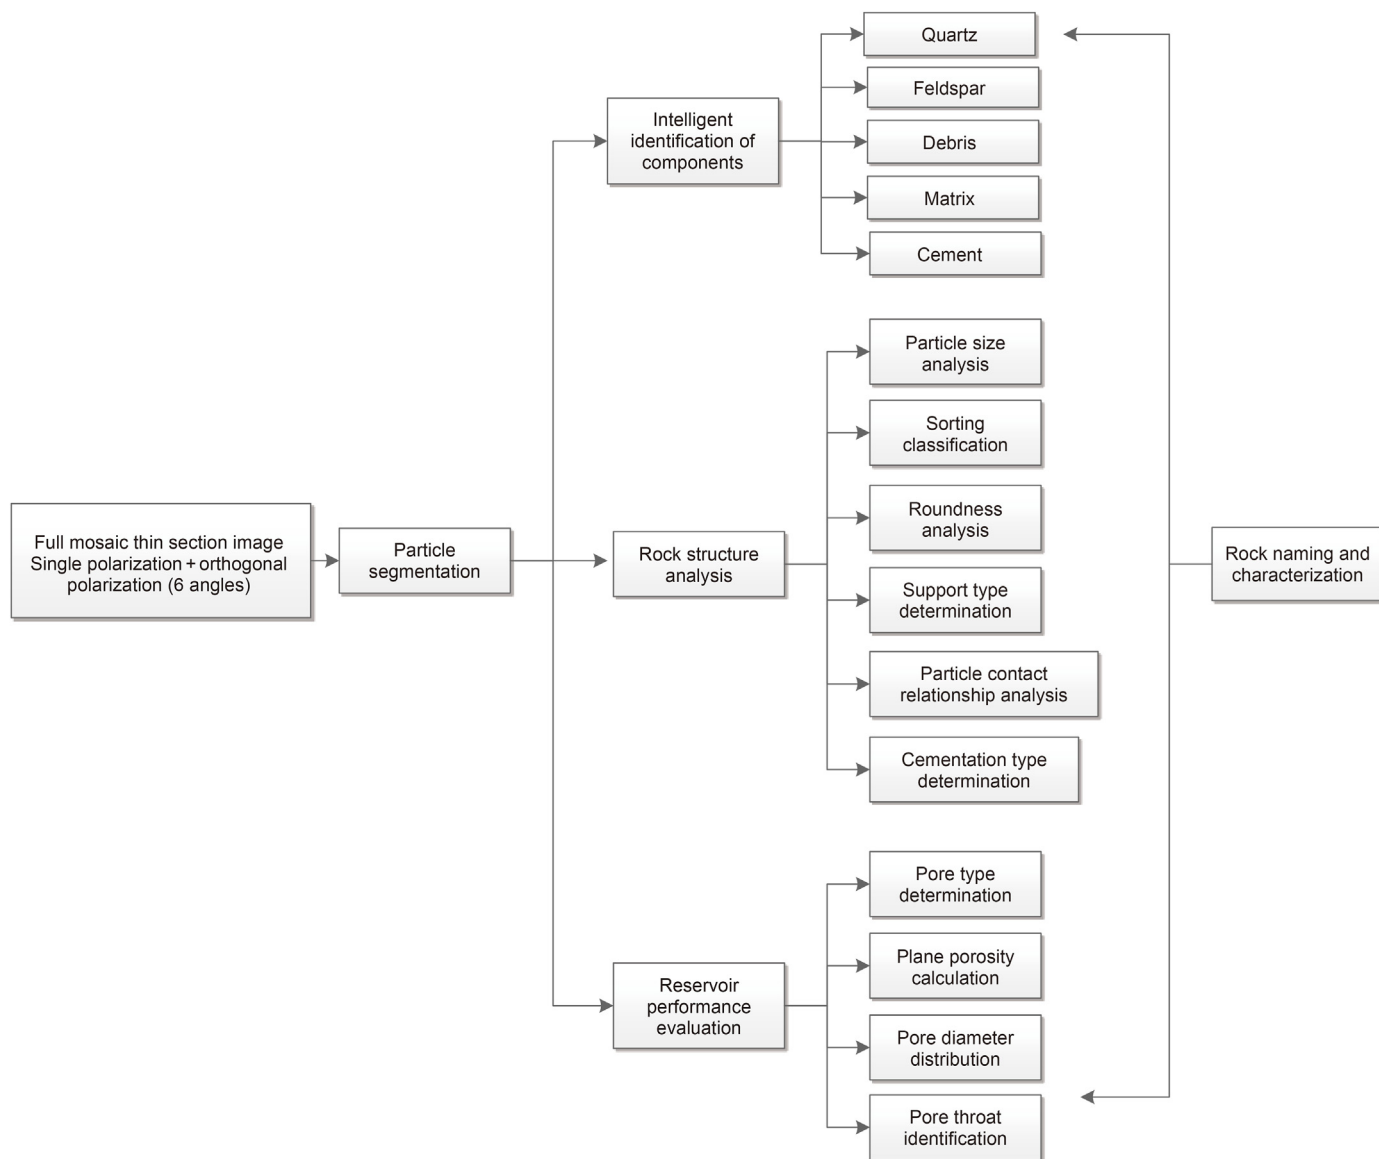 Full mosaic thin section image
Single polarization + orthogonal
polarization (6 angles)
Particle
segmentation
Intelligent
identification of
components
Quartz
Feldspar
Debris
Matrix
Cement
Rock structure
analysis
Particle size
analysis
Sorting
classification
Roundness
analysis
Support type
determination
Particle contact
relationship analysis
Cementation type
determination
Reservoir
performance
evaluation
Pore type
determination
Plane porosity
calculation
Pore diameter
distribution
Pore throat
identification
Rock naming and
characterization